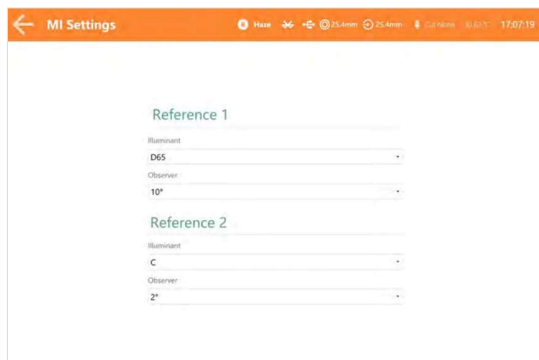 MI Settings Haze 25.4mm 25.4mm 17:07:19
Reference 1
Illuminant
D65
Observer
10°
Reference 2
Illuminant
C
Observer
2°